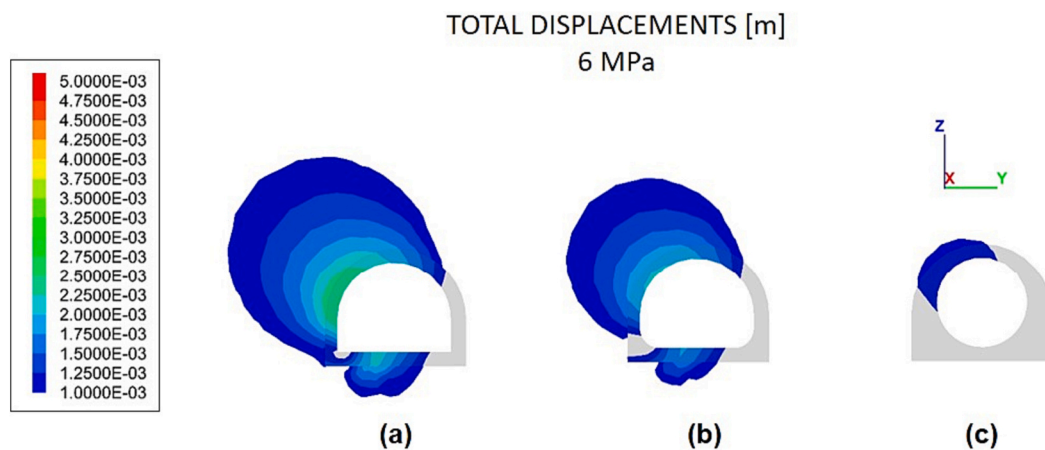 TOTAL DISPLACEMENTS [m]
6 MPa
5.0000E-03
4.7500E-03
4.5000E-03
4.2500E-03
4.0000E-03
3.7500E-03
3.5000E-03
3.2500E-03
3.0000E-03
2.7500E-03
2.5000E-03
2.2500E-03
2.0000E-03
1.7500E-03
1.5000E-03
1.2500E-03
1.0000E-03
Z
X
Y
(a)
(b)
(c)